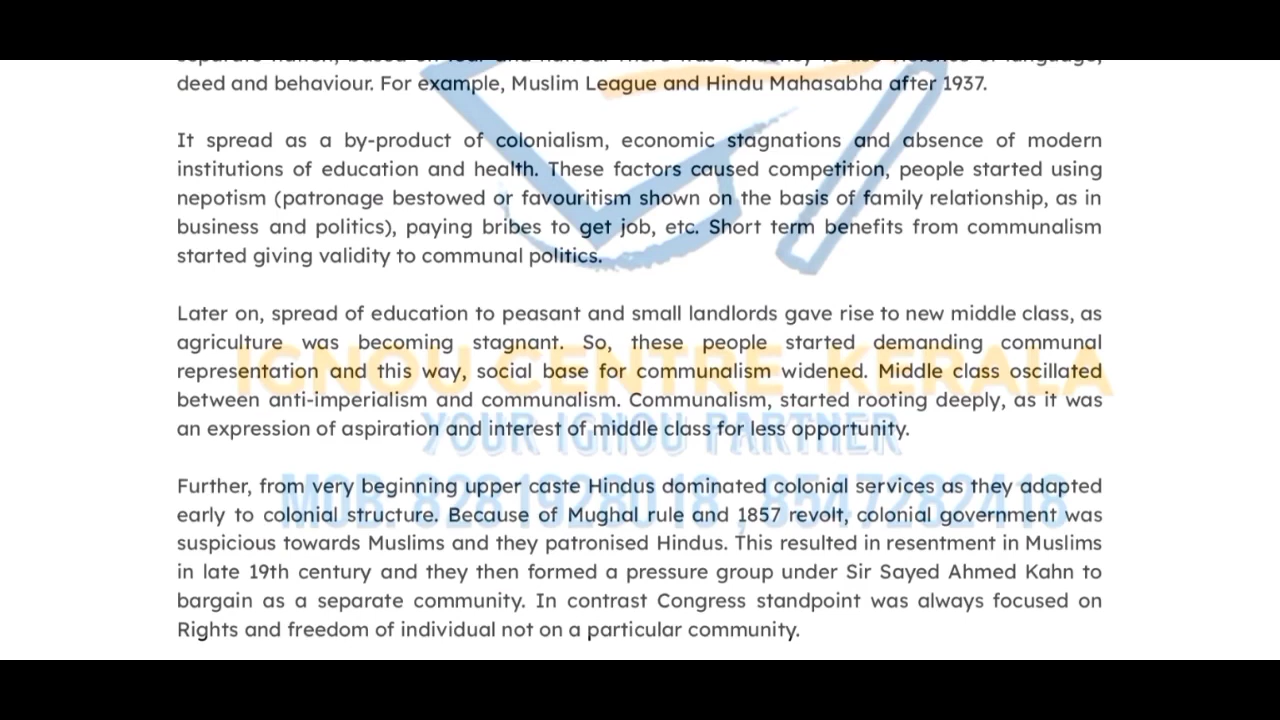 deed and behaviour. For example, Muslim League and Hindu Mahasabha after 1937.
It spread as a by-product of colonialism, economic stagnations and absence of modern
institutions of education and health. These factors caused competition, people started using
nepotism (patronage bestowed or favouritism shown on the basis of family relationship, as in
business and politics), paying bribes to get job, etc. Short term benefits from communalism
started giving validity to communal politics.
Later on, spread of education to peasant and small landlords gave rise to new middle class, as
agriculture was becoming stagnant. So, these people started demanding communal
IGNOU CENTRE KERALA
representation and this way, social base for communalism widened. Middle class oscillated
between anti-imperialism and communalism. Communalism, started rooting deeply, as it was
an expression of aspiration and interest of middle class for less opportunity.
YOUR IGNOU PARTNER
Further, from very beginning upper caste Hindus dominated colonial services as they adapted
MOB: 8281928018, 8547282418
early to colonial structure. Because of Mughal rule and 1857 revolt, colonial government was
suspicious towards Muslims and they patronised Hindus. This resulted in resentment in Muslims
in late 19th century and they then formed a pressure group under Sir Sayed Ahmed Kahn to
bargain as a separate community. In contrast Congress standpoint was always focused on
Rights and freedom of individual not on a particular community.